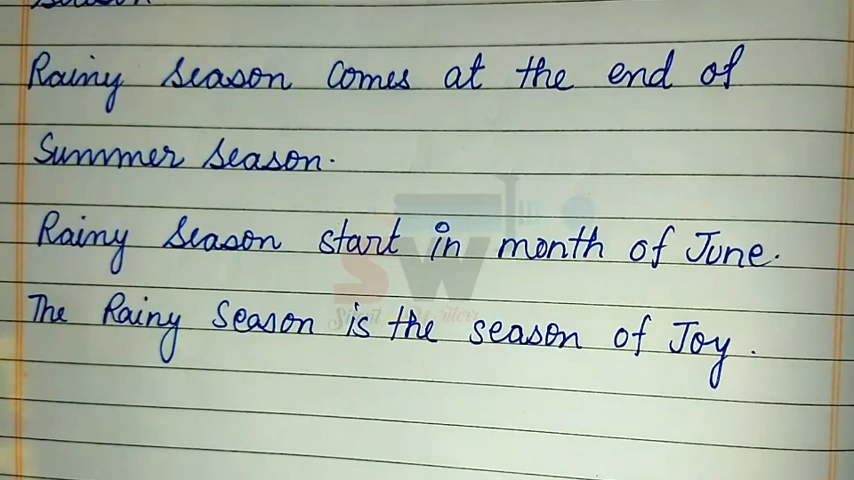 Rainy season comes at the end of
Summer season.
Rainy season start in month of June.
The Rainy Season is the season of Joy.
SW